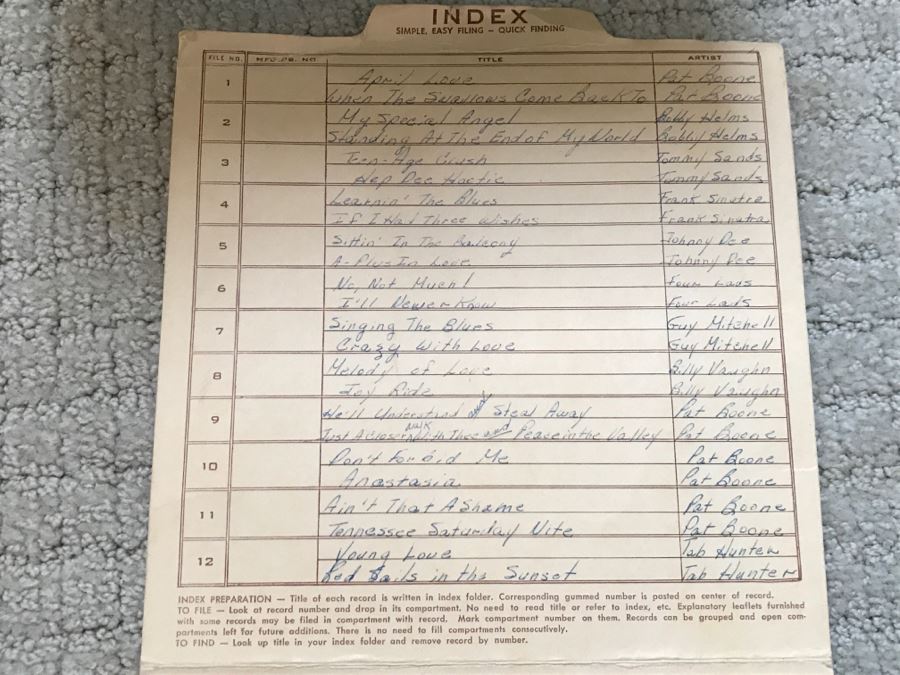 INDEX
SIMPLE, EASY FILING — QUICK FINDING
FILE NO. MFG. OR. NO. TITLE ARTIST
1 April Love Pat Boone
When The Swallows Come Back To Pat Boone
2 My Special Angel Bobby Helms
Standing At The End of My World Bobby Helms
3 Teen-Age Crush Tommy Sands
Hep Dee Hootie Tommy Sands
4 Learnin' The Blues Frank Sinatra
If I Had Three Wishes Frank Sinatra
5 Sittin' In The Balcony Johnny Dee
A-Plus In Love Johnny Dee
6 No, Not Much! Four Lads
I'll Never Know Four Lads
7 Singing The Blues Guy Mitchell
Crazy With Love Guy Mitchell
8 Melody of Love Billy Vaughn
Joy Ride Billy Vaughn
9 He'll Understand and Steal Away Pat Boone
Just A Closer Walk With Thee and Peace in the Valley Pat Boone
10 Don't Forbid Me Pat Boone
Anastasia Pat Boone
11 Ain't That A Shame Pat Boone
Tennessee Saturday Nite Pat Boone
12 Young Love Tab Hunter
Red Sails in the Sunset Tab Hunter
INDEX PREPARATION — Title of each record is written in index folder. Corresponding gummed number is posted on center of record.
TO FILE — Look at record number and drop in its compartment. No need to read title or refer to index, etc. Explanatory leaflets furnished
with some records may be filed in compartment with record. Mark compartment number on them. Records can be grouped and open com-
partments left for future additions. There is no need to fill compartments consecutively.
TO FIND — Look up title in your index folder and remove record by number.